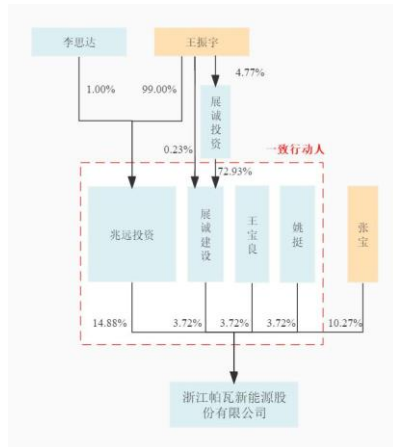 李思达
王振宇
1.00%
99.00%
4.77%
展诚投资
0.23%
一致行动人
72.93%
兆远投资
展诚建设
王宝良
姚挺
张宝
14.88%
3.72%
3.72%
3.72%
10.27%
浙江帕瓦新能源股
份有限公司